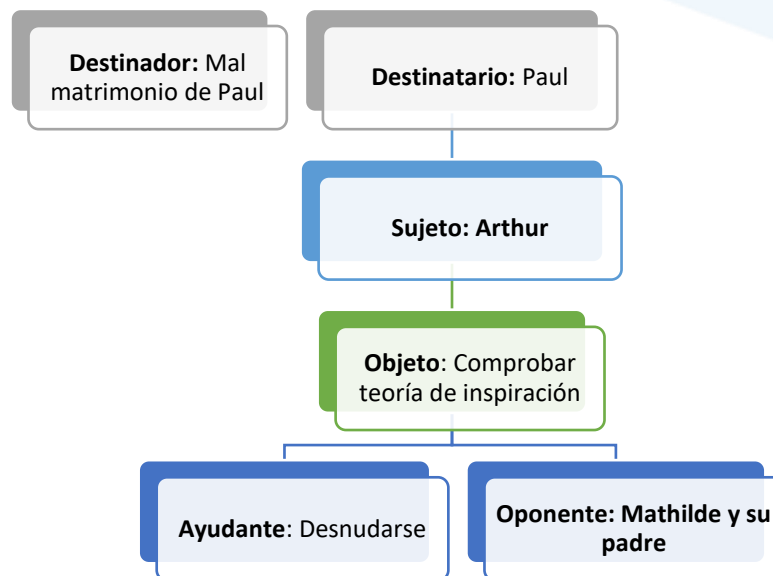 Destinador: Mal
matrimonio de Paul
Destinatario: Paul
Sujeto: Arthur
Objeto: Comprobar
teoría de inspiración
Ayudante: Desnudarse
Oponente: Mathilde y su
padre